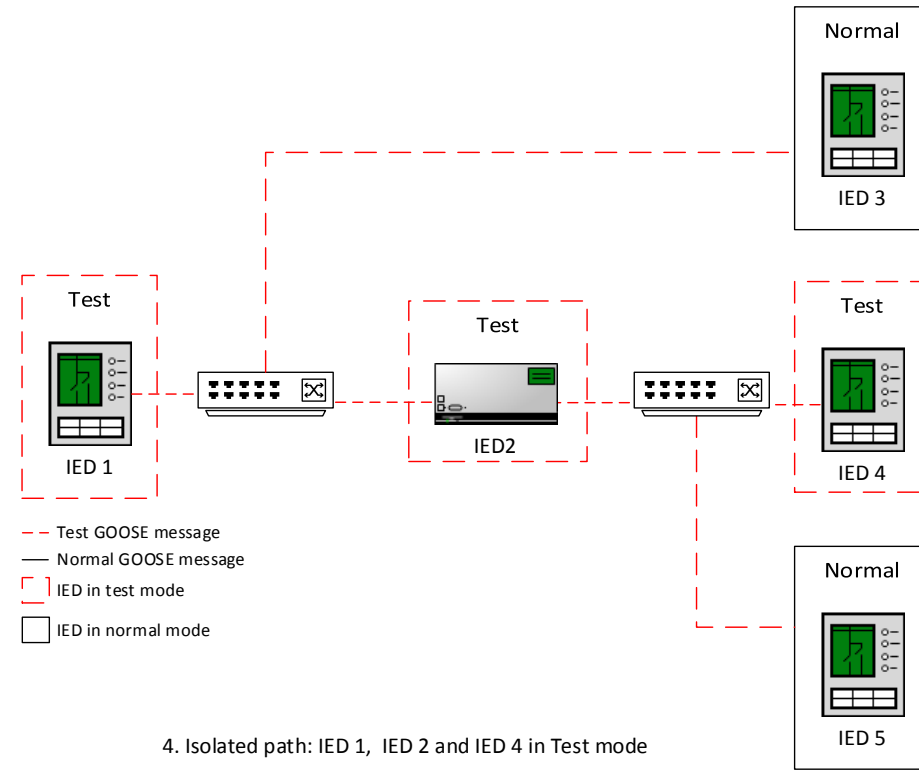 Normal
IED 3
Test
IED 1
Test
IED2
Test
IED 4
Test GOOSE message
Normal GOOSE message
IED in test mode
IED in normal mode
Normal
IED 5
4. Isolated path: IED 1, IED 2 and IED 4 in Test mode